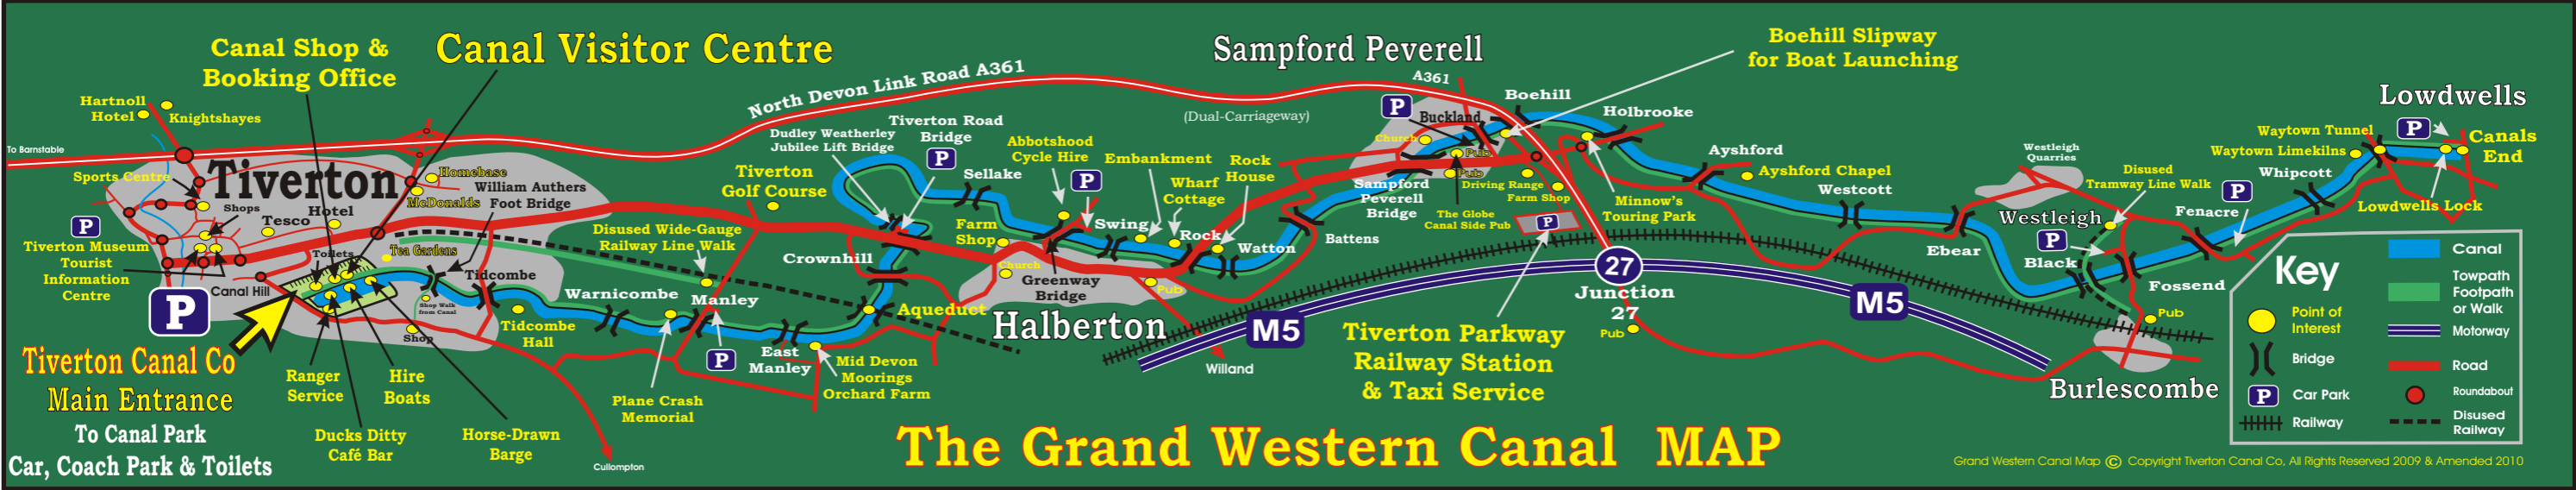 Canal Shop &
Booking Office
Canal Visitor Centre
Hartnoll
Hotel
Knightshayes
To Barnstable
Tiverton
Sports Centre
Shops
Tesco
Hotel
Homebase
McDonalds
William Authers
Foot Bridge
P
Tiverton Museum
Tourist
Information
Centre
Toilets
Tea Gardens
Canal Hill
P
Tidcombe
Shop Walk
from Canal
Shop
Tidcombe
Hall
Tiverton Canal Co
Main Entrance
To Canal Park
Car, Coach Park & Toilets
Ranger
Service
Hire
Boats
Ducks Ditty
Café Bar
Horse-Drawn
Barge
Cullompton
Warnicombe
Plane Crash
Memorial
Manley
P
East
Manley
Mid Devon
Moorings
Orchard Farm
Aqueduct
Disused Wide-Gauge
Railway Line Walk
Tiverton
Golf Course
North Devon Link Road A361
Dudley Weatherley
Jubilee Lift Bridge
Tiverton Road
Bridge
P
Sellake
Crownhill
Farm
Shop
Church
Abbotshood
Cycle Hire
P
Swing
Greenway
Bridge
Halberton
Embankment
Wharf
Cottage
Rock
House
Rock
Watton
Pub
Willand
Battens
Sampford Peverell
(Dual-Carriageway)
A361
P
Buckland
Church
Pub
Pub
Sampford
Peverell
Bridge
The Globe
Canal Side Pub
Driving Range
Farm Shop
P
Boehill
Boehill Slipway
for Boat Launching
Holbrooke
Minnow's
Touring Park
Tiverton Parkway
Railway Station
& Taxi Service
M5
27
Junction
27
Pub
M5
Ayshford
Ayshford Chapel
Westcott
Ebear
Westleigh
Quarries
Westleigh
P
Black
Disused
Tramway Line Walk
Fossend
Pub
Burlescombe
Fenacre
P
Whipcott
Waytown Tunnel
Waytown Limekilns
Lowdwells
P
Canals
End
Lowdwells Lock
Key
Canal
Towpath
Footpath
or Walk
Point of
Interest
Motorway
Bridge
Road
P
Car Park
Roundabout
Railway
Disused
Railway
The Grand Western Canal MAP
Grand Western Canal Map © Copyright Tiverton Canal Co, All Rights Reserved 2009 & Amended 2010